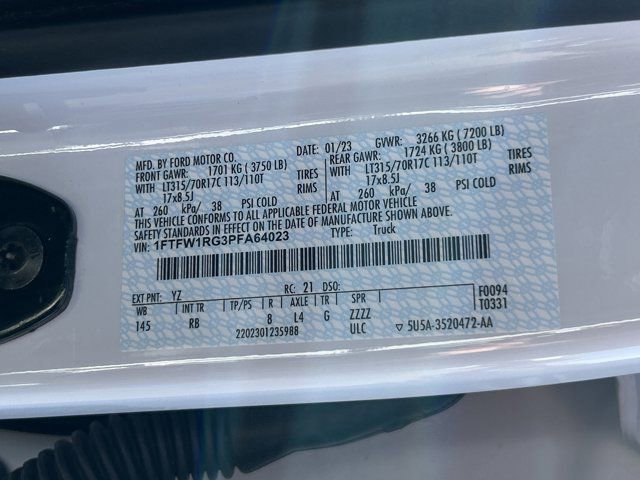 MFD. BY FORD MOTOR CO. DATE: 01/23 GVWR: 3266 KG ( 7200 LB)
FRONT GAWR: 1701 KG ( 3750 LB) REAR GAWR: 1724 KG ( 3800 LB)
WITH LT315/70R17C 113/110T TIRES WITH LT315/70R17C 113/110T TIRES
17x8.5J RIMS 17x8.5J RIMS
AT 260 kPa/ 38 PSI COLD AT 260 kPa/ 38 PSI COLD
THIS VEHICLE CONFORMS TO ALL APPLICABLE FEDERAL MOTOR VEHICLE
SAFETY STANDARDS IN EFFECT ON THE DATE OF MANUFACTURE SHOWN ABOVE.
VIN: 1FTFW1RG3PFA64023 TYPE: Truck
EXT PNT: YZ RC: 21 DSO: F0094
WB INT TR TP/PS R AXLE TR SPR T0331
145 RB 8 L4 G ZZZZ
2202301235988 ULC ▽ 5U5A-3520472-AA